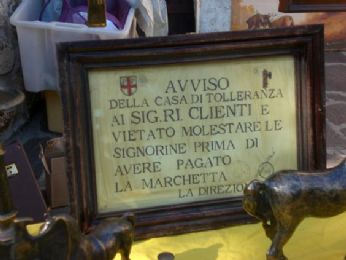 AVVISO
DELLA CASA DI TOLLERANZA
AI SIG.RI CLIENTI E
VIETATO MOLESTARE LE
SIGNORINE PRIMA DI
AVERE PAGATO
LA MARCHETTA
LA DIREZIONE